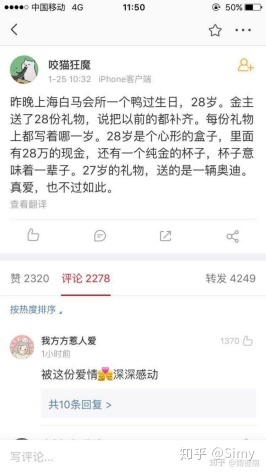 中国移动 4G
11:50
50%
咬猫狂魔
1-25 10:32 iPhone客户端
昨晚上海白马会所一个鸭过生日，28岁。金主
送了28份礼物，说把以前的都补齐。每份礼物
上都写着哪一岁。28岁是个心形的盒子，里面
有28万的现金，还有一个纯金的杯子，杯子意
味着一辈子。27岁的礼物，送的是一辆奥迪。
真爱，也不过如此。
查看翻译
赞 2320 评论 2278 转发 4249
按热度排序
我方方惹人爱
1370
1小时前
被这份爱情💏深深感动
共10条回复 >
写评论...
知乎 @Simy